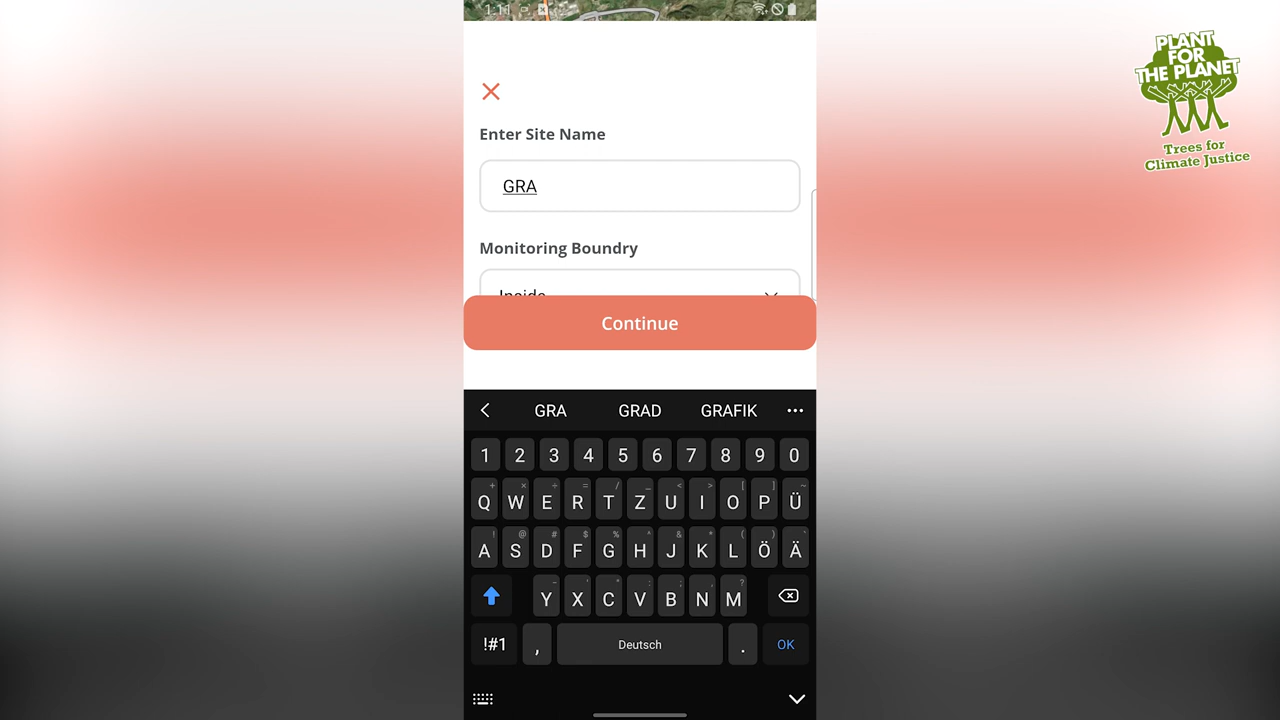 1:11
PLANT
FOR
THE PLANET
Trees for
Climate Justice
Enter Site Name
GRA
Monitoring Boundry
Inside
Continue
GRA GRAD GRAFIK
1 2 3 4 5 6 7 8 9 0
Q W E R T Z U I O P Ü
A S D F G H J K L Ö Ä
Y X C V B N M
!#1 , Deutsch . OK